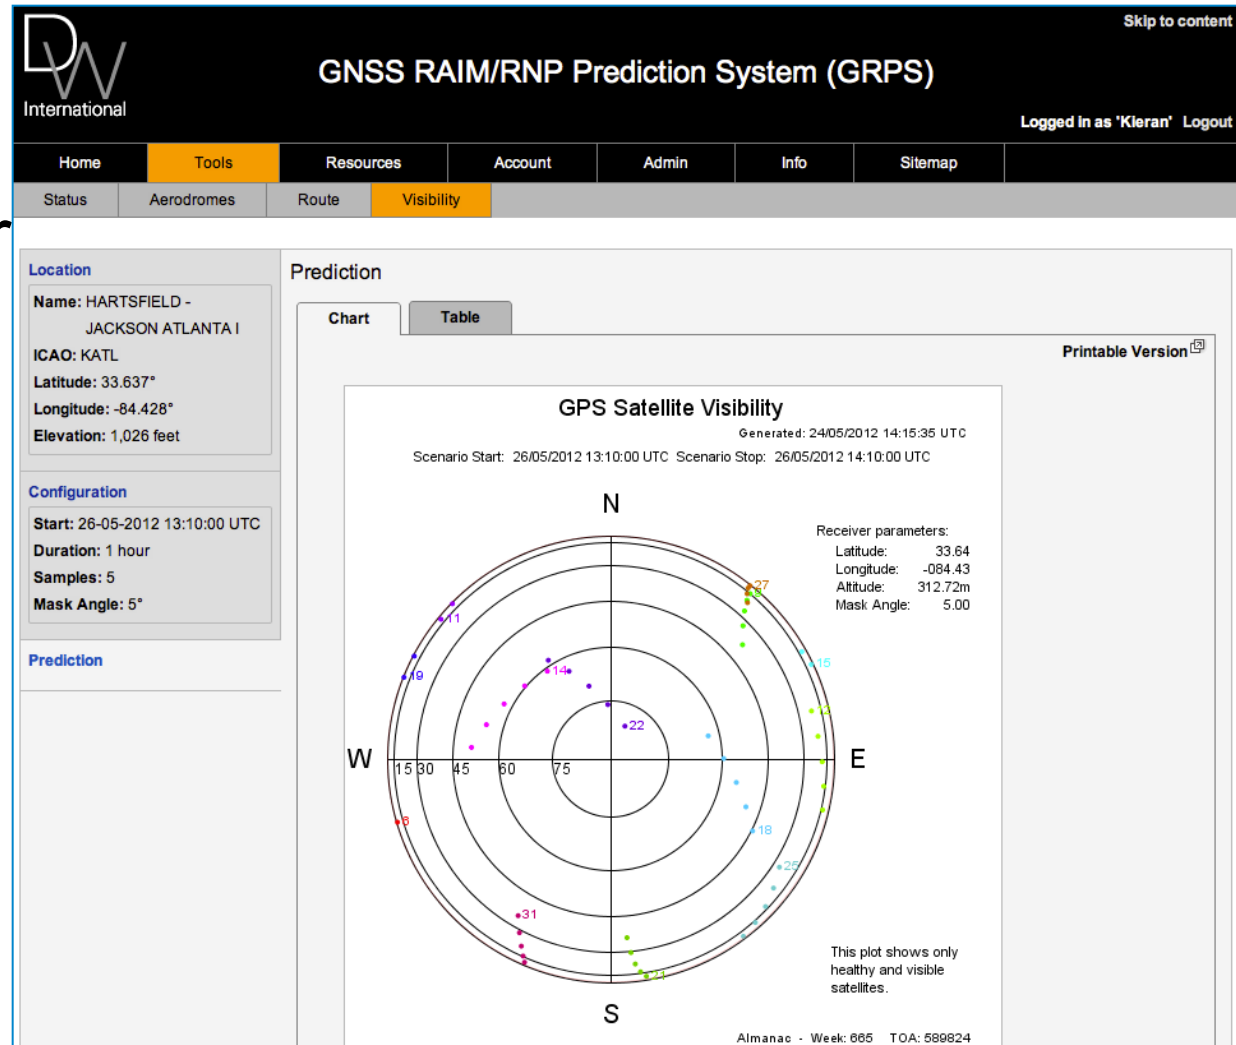 Skip to content
DW
International
GNSS RAIM/RNP Prediction System (GRPS)
Logged in as 'Kieran' Logout
Home Tools Resources Account Admin Info Sitemap
Status Aerodromes Route Visibility
Location
Name: HARTSFIELD -
JACKSON ATLANTA I
ICAO: KATL
Latitude: 33.637°
Longitude: -84.428°
Elevation: 1,026 feet
Configuration
Start: 26-05-2012 13:10:00 UTC
Duration: 1 hour
Samples: 5
Mask Angle: 5°
Prediction
Prediction
Chart Table
Printable Version
GPS Satellite Visibility
Generated: 24/05/2012 14:15:35 UTC
Scenario Start: 26/05/2012 13:10:00 UTC Scenario Stop: 26/05/2012 14:10:00 UTC
N
Receiver parameters:
Latitude: 33.64
Longitude: -084.43
Altitude: 312.72m
Mask Angle: 5.00
27
11
15
14
19
22
W
15 30 45 60 75
E
18
25
31
21
S
This plot shows only
healthy and visible
satellites.
Almanac - Week: 665 TOA: 589824